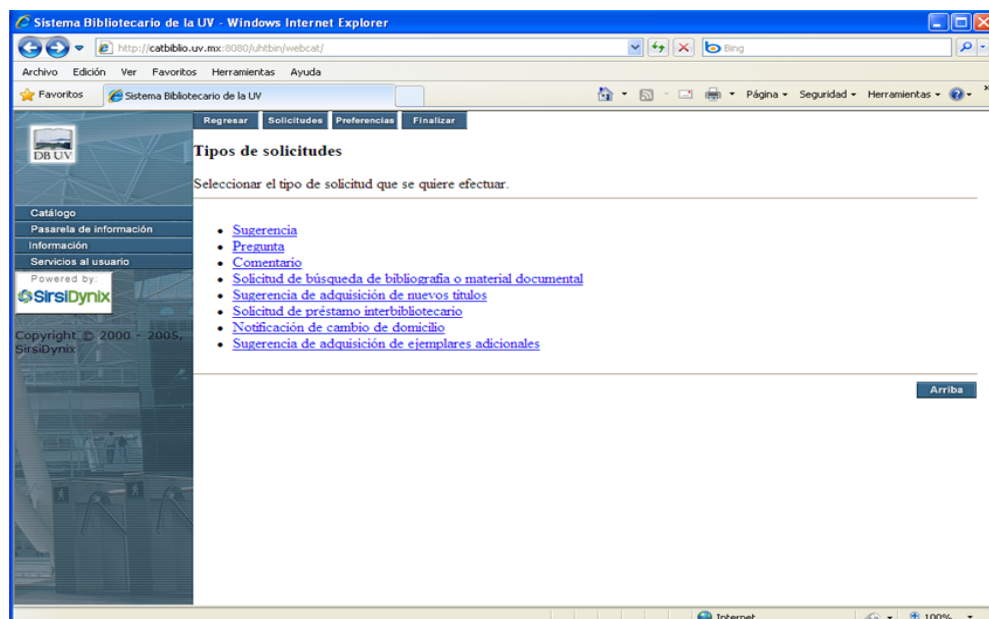 Sistema Bibliotecario de la UV - Windows Internet Explorer
http://catbiblio.uv.mx:8080/uhtbin/webcat/
Bing
Archivo Edición Ver Favoritos Herramientas Ayuda
Favoritos Sistema Bibliotecario de la UV Página Seguridad Herramientas
Regresar Solicitudes Preferencias Finalizar
DB UV
Tipos de solicitudes
Seleccionar el tipo de solicitud que se quiere efectuar.
Catálogo
Pasarela de información
Información
Servicios al usuario
Powered by:
SirsiDynix
Copyright © 2000 - 2005,
SirsiDynix
• Sugerencia
• Pregunta
• Comentario
• Solicitud de búsqueda de bibliografía o material documental
• Sugerencia de adquisición de nuevos títulos
• Solicitud de préstamo interbibliotecario
• Notificación de cambio de domicilio
• Sugerencia de adquisición de ejemplares adicionales
Arriba
Internet 100%